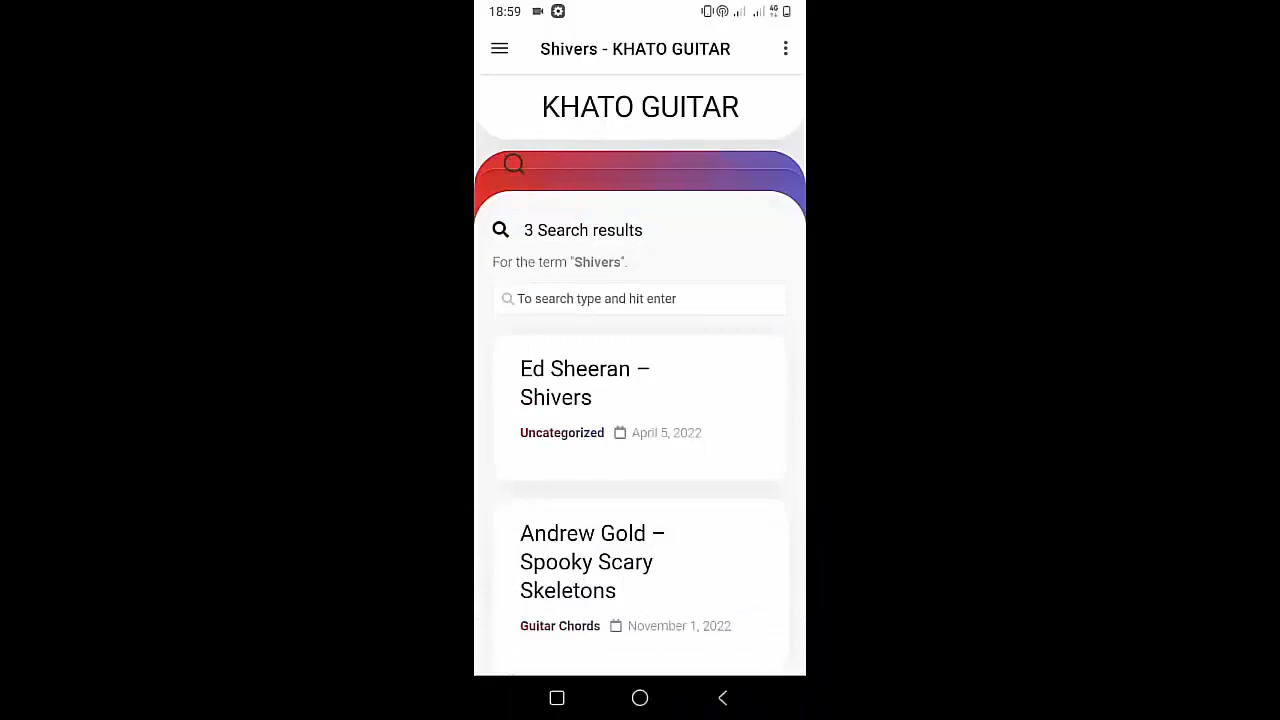 18:59
4G
Shivers - KHATO GUITAR
KHATO GUITAR
3 Search results
For the term "Shivers".
To search type and hit enter
Ed Sheeran –
Shivers
Uncategorized April 5, 2022
Andrew Gold –
Spooky Scary
Skeletons
Guitar Chords November 1, 2022